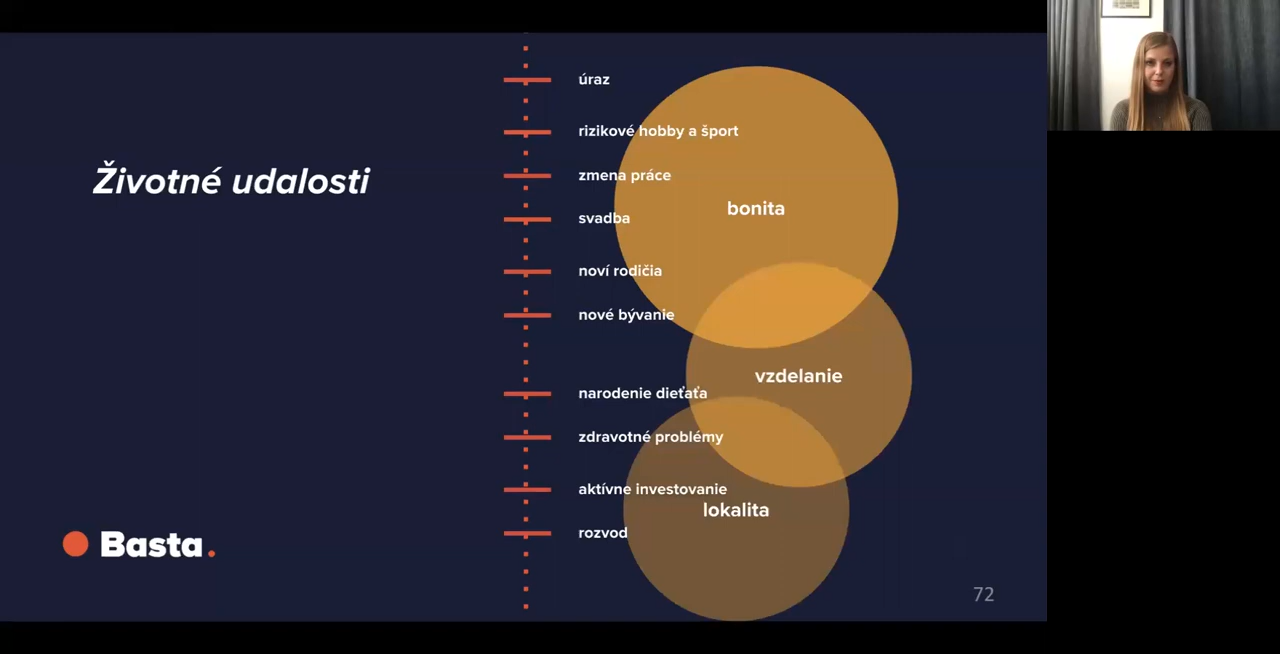 Životné udalosti
úraz
rizikové hobby a šport
zmena práce
svadba
noví rodičia
nové bývanie
narodenie dieťaťa
zdravotné problémy
aktívne investovanie
rozvod
bonita
vzdelanie
lokalita
Basta.
72